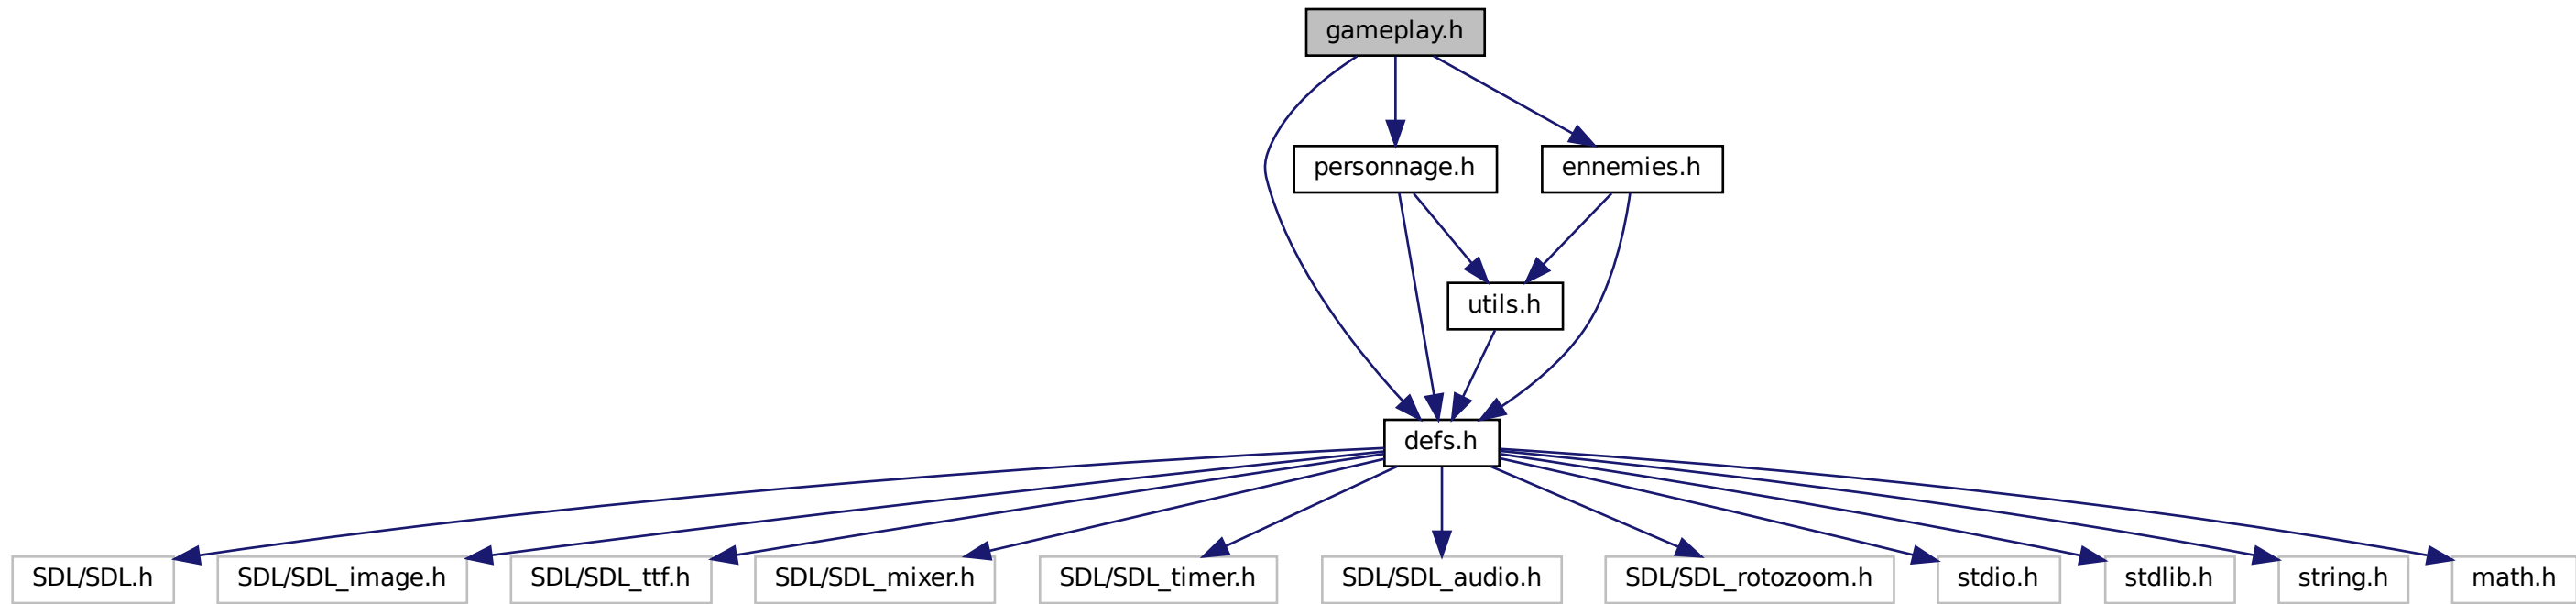 gameplay.h
personnage.h
ennemies.h
utils.h
defs.h
SDL/SDL.h
SDL/SDL_image.h
SDL/SDL_ttf.h
SDL/SDL_mixer.h
SDL/SDL_timer.h
SDL/SDL_audio.h
SDL/SDL_rotozoom.h
stdio.h
stdlib.h
string.h
math.h